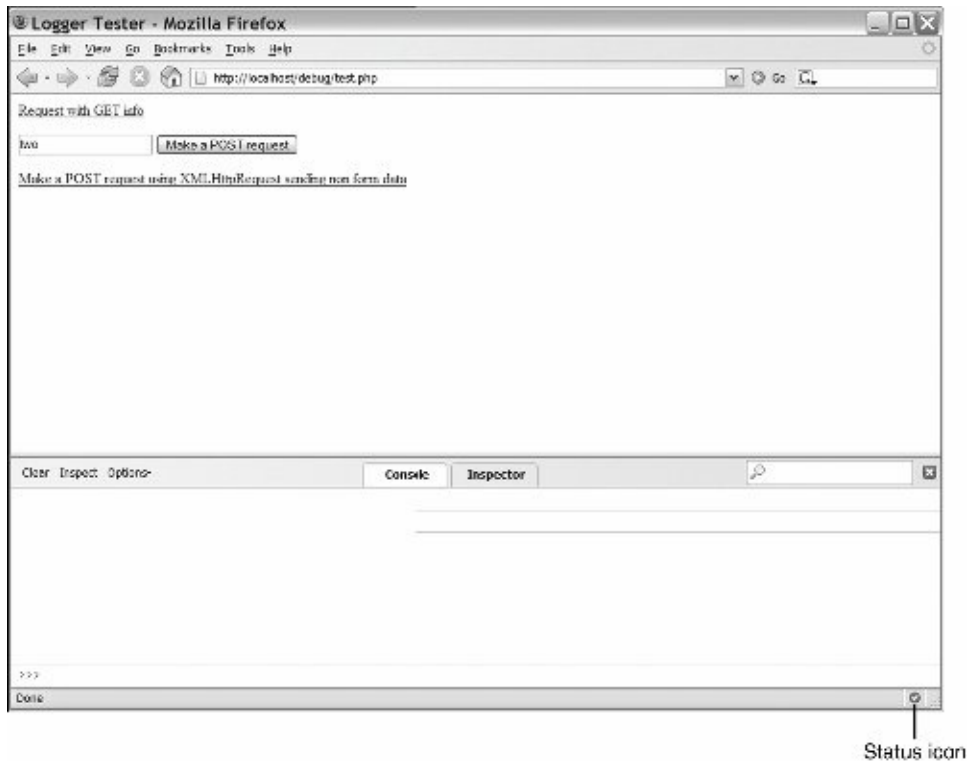 Logger Tester - Mozilla Firefox
File Edit View Go Bookmarks Tools Help
http://localhost/debug/test.php Go
Request with GET info
two Make a POST request
Make a POST request using XMLHttpRequest sending non form data
Clear Inspect Options Console Inspector
>>>
Done
Status icon